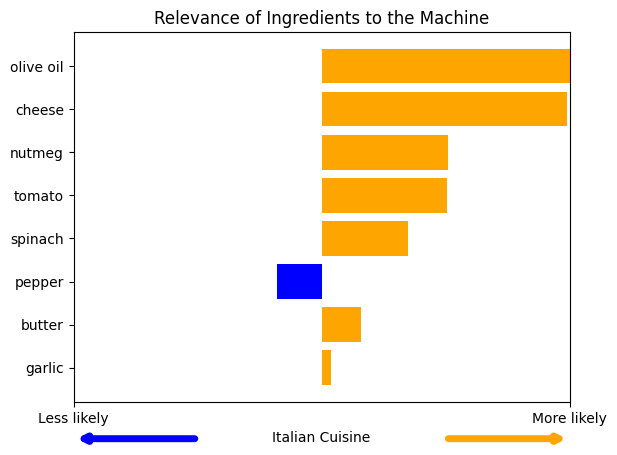 Relevance of Ingredients to the Machine
olive oil
cheese
nutmeg
tomato
spinach
pepper
butter
garlic
Less likely More likely
Italian Cuisine